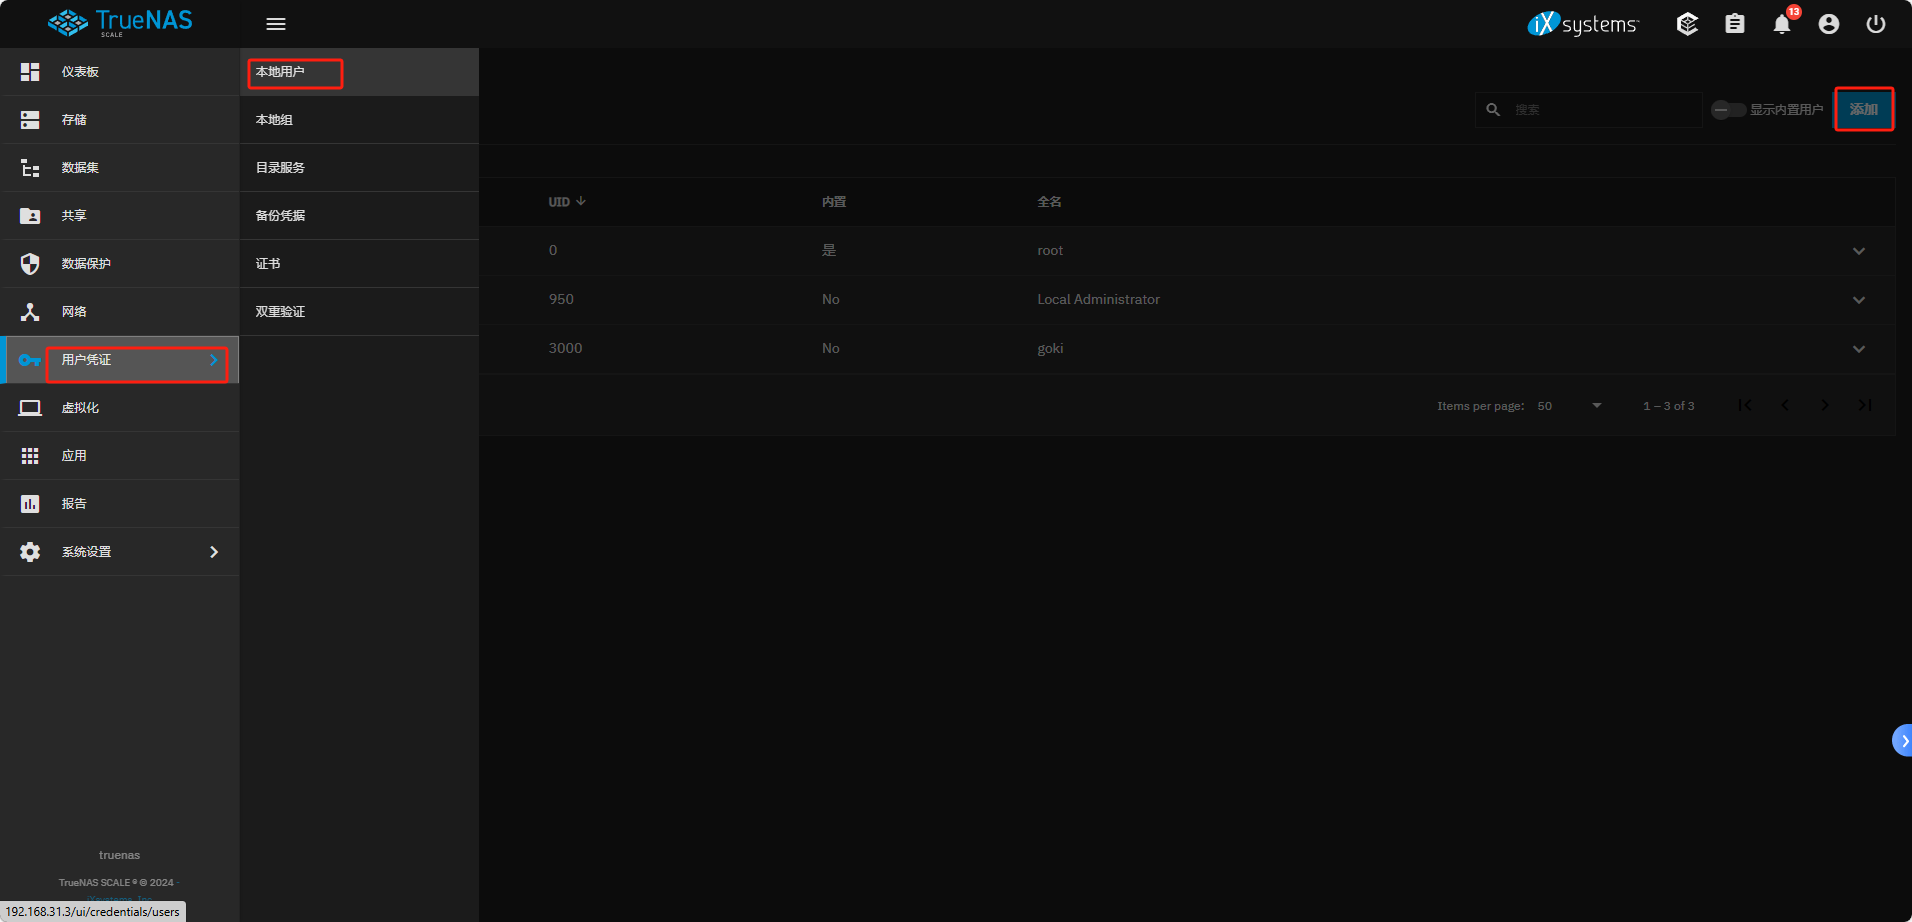 TrueNAS
SCALE
iXsystems
13
仪表板
存储
数据集
共享
数据保护
网络
用户凭证
虚拟化
应用
报告
系统设置
本地用户
本地组
目录服务
备份凭据
证书
双重验证
搜索
显示内置用户
添加
UID 内置 全名
0 是 root
950 No Local Administrator
3000 No goki
Items per page: 50 1 – 3 of 3
truenas
TrueNAS SCALE ® © 2024 -
iXsystems, Inc.
192.168.31.3/ui/credentials/users